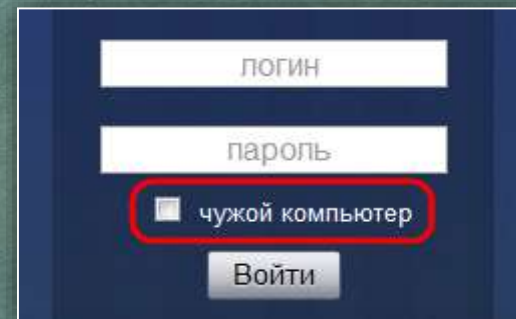 логин
пароль
чужой компьютер
Войти